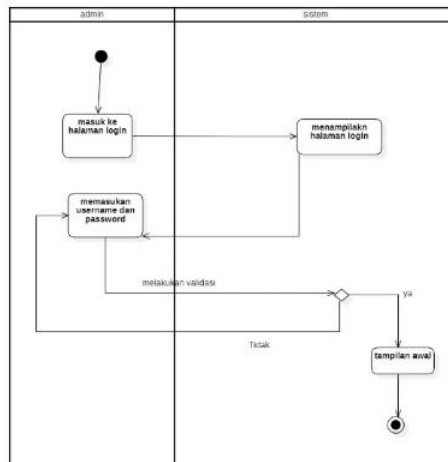 admin
sistem
masuk ke
halaman login
menampilakn
halaman login
memasukan
username dan
password
melakukan validasi
ya
Tidak
tampilan awal